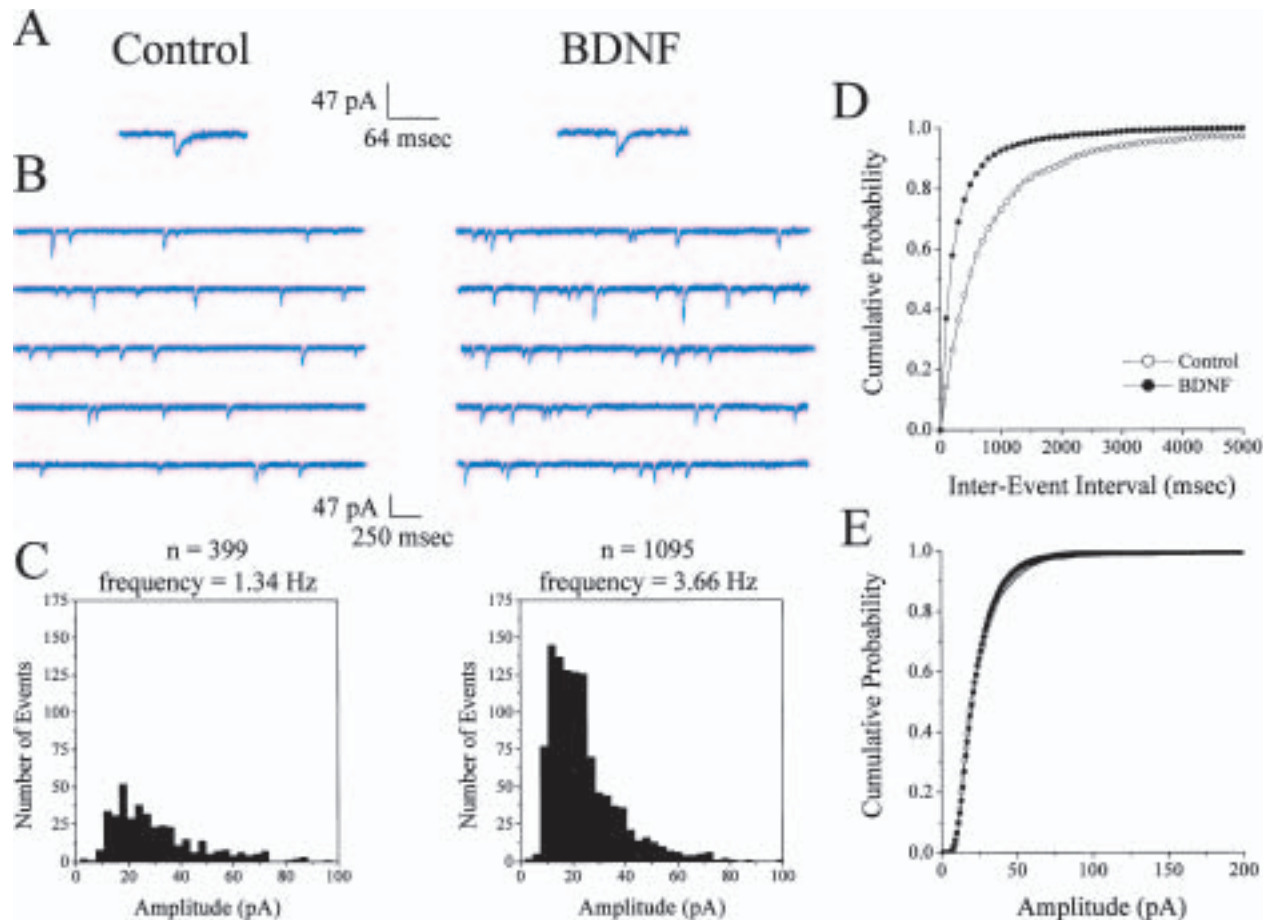 A
Control
BDNF
47 pA
64 msec
B
47 pA
250 msec
C
n = 399
frequency = 1.34 Hz
175
150
125
100
75
50
25
0
Number of Events
0 20 40 60 80 100
Amplitude (pA)
n = 1095
frequency = 3.66 Hz
175
150
125
100
75
50
25
0
Number of Events
0 20 40 60 80 100
Amplitude (pA)
D
1.0
0.8
0.6
0.4
0.2
0.0
Cumulative Probability
Control
BDNF
0 1000 2000 3000 4000 5000
Inter-Event Interval (msec)
E
1.0
0.8
0.6
0.4
0.2
0.0
Cumulative Probability
0 50 100 150 200
Amplitude (pA)